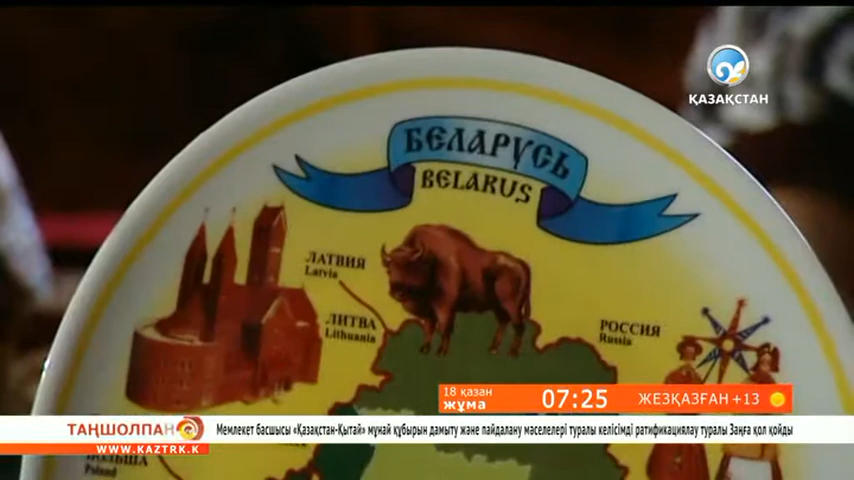 ҚАЗАҚСТАН
БЕЛАРУСЬ
BELARUS
ЛАТВИЯ
Latvia
ЛИТВА
Lithuania
РОССИЯ
Russia
18 қазан
жұма
07:25
ЖЕЗҚАЗҒАН +13
ТАҢШОЛПАН
Мемлекет басшысы «Қазақстан-Қытай» мұнай құбырын дамыту және пайдалану мәселелері туралы келісімді ратификациялау туралы Заңға қол қойды
WWW.KAZTRK.K
Poland